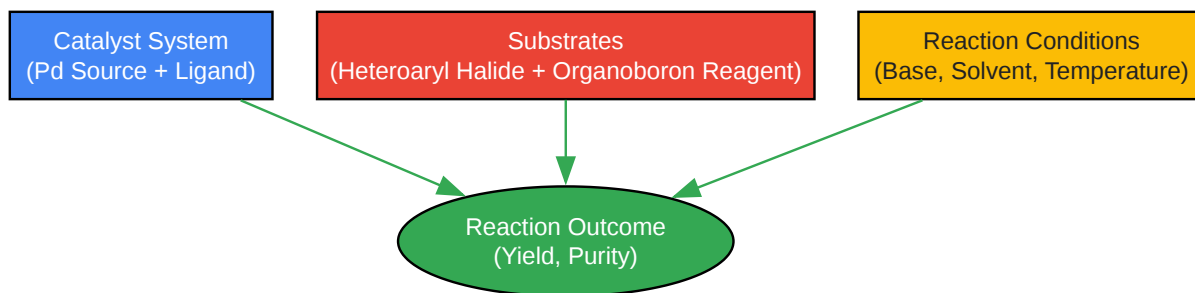 Catalyst System
(Pd Source + Ligand)
Substrates
(Heteroaryl Halide + Organoboron Reagent)
Reaction Conditions
(Base, Solvent, Temperature)
Reaction Outcome
(Yield, Purity)